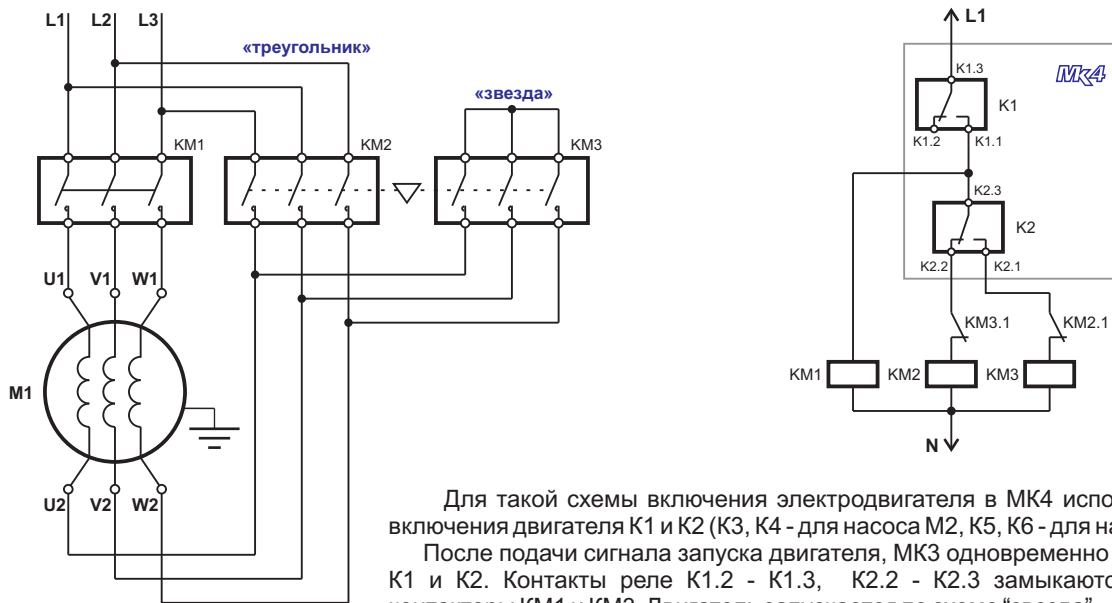 L1 L2 L3
«треугольник»
«звезда»
KM1
KM2
KM3
U1 V1 W1
M1
U2 V2 W2
L1
K1.3
МК4
K1
K1.2 K1.1
K2.3
K2
K2.2 K2.1
KM3.1 KM2.1
KM1 KM2 KM3
N
Для такой схемы включения электродвигателя в МК4 испо
включения двигателя К1 и К2 (К3, К4 - для насоса М2, К5, К6 - для на
После подачи сигнала запуска двигателя, МК3 одновременно
К1 и К2. Контакты реле К1.2 - К1.3, К2.2 - К2.3 замыкаютс